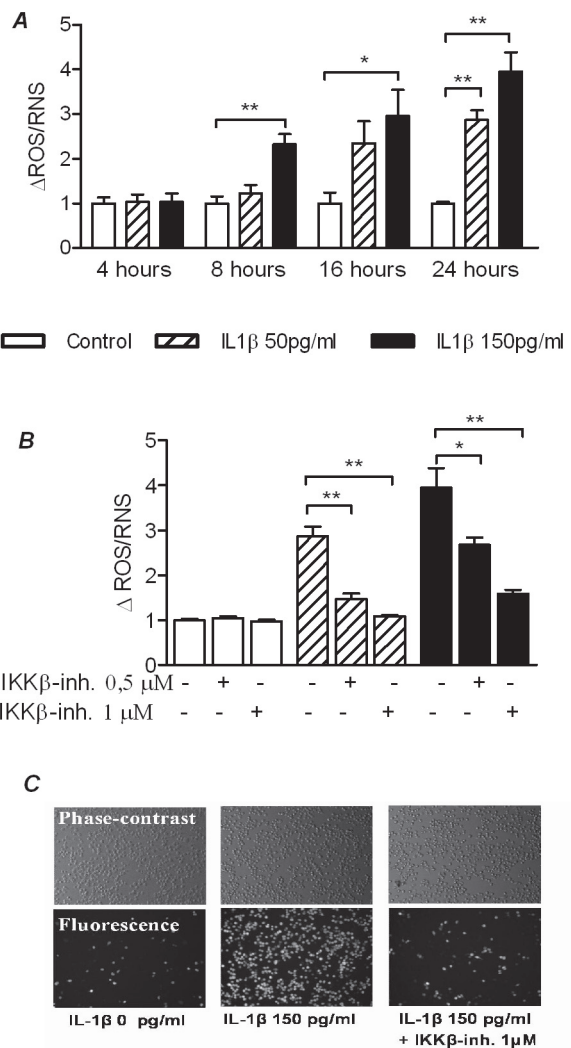 A
ΔROS/RNS
5
4
3
2
1
0
**
*
**
**
4 hours
8 hours
16 hours
24 hours
Control
IL1β 50pg/ml
IL1β 150pg/ml
B
Δ ROS/RNS
5
4
3
2
1
0
**
**
**
*
IKKβ-inh. 0,5 μM - + - - + - - + -
IKKβ-inh. 1 μM - - + - - + - - +
C
Phase-contrast
Fluorescence
IL-1β 0 pg/ml
IL-1β 150 pg/ml
IL-1β 150 pg/ml
+ IKKβ-inh. 1μM